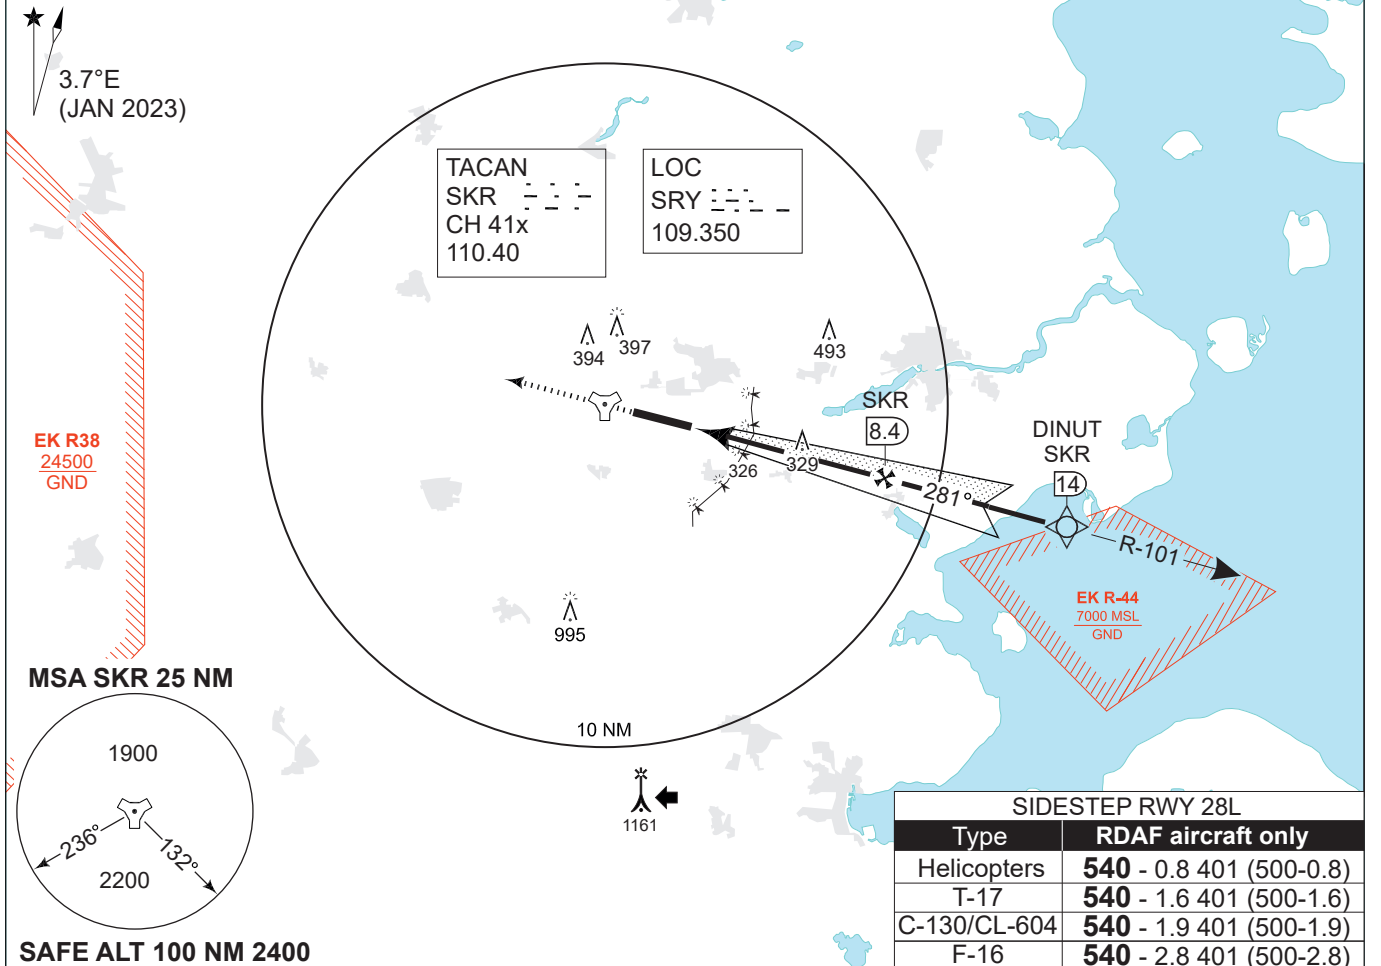 3.7°E
(JAN 2023)
TACAN
SKR
CH 41x
110.40
LOC
SRY
109.350
394
397
493
SKR
8.4
DINUT
SKR
14
326
329
281°
R-101
EK R38
24500
GND
EK R-44
7000 MSL
GND
995
10 NM
1161
MSA SKR 25 NM
1900
236°
132°
2200
SAFE ALT 100 NM 2400
SIDESTEP RWY 28L
Type RDAF aircraft only
Helicopters 540 - 0.8 401 (500-0.8)
T-17 540 - 1.6 401 (500-1.6)
C-130/CL-604 540 - 1.9 401 (500-1.9)
F-16 540 - 2.8 401 (500-2.8)